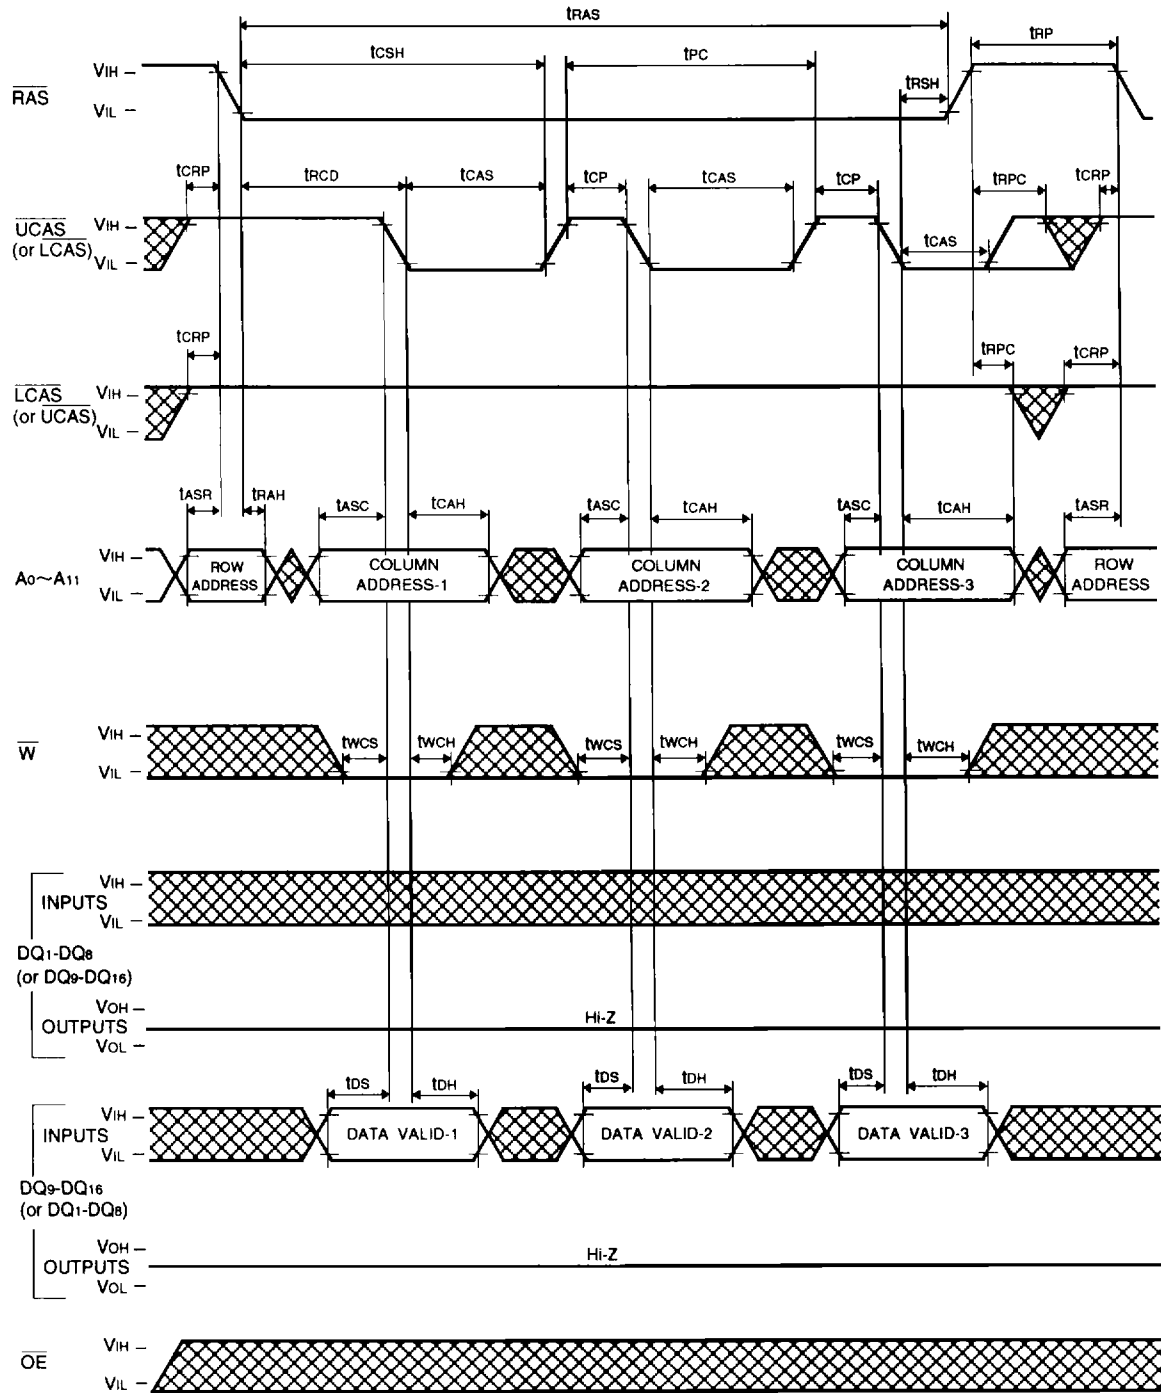 tRAS
tCSH tPC tRP
tRSH
RAS VIH
VIL
tCRP tRCD tCAS tCP tCAS tCP tRPC tCRP
tCAS
UCAS
(or LCAS)
VIH
VIL
tCRP tRPC tCRP
LCAS
(or UCAS)
VIH
VIL
tASR tRAH tASC tCAH tASC tCAH tASC tCAH tASR
A0~A11
VIH
VIL
ROW
ADDRESS
COLUMN
ADDRESS-1
COLUMN
ADDRESS-2
COLUMN
ADDRESS-3
ROW
ADDRESS
W
VIH
VIL
tWCS tWCH tWCS tWCH tWCS tWCH
VIH
INPUTS
VIL
DQ1-DQ8
(or DQ9-DQ16)
VOH
OUTPUTS
VOL
Hi-Z
tDS tDH tDS tDH tDS tDH
VIH
INPUTS
VIL
DATA VALID-1 DATA VALID-2 DATA VALID-3
DQ9-DQ16
(or DQ1-DQ8)
VOH
OUTPUTS
VOL
Hi-Z
OE
VIH
VIL